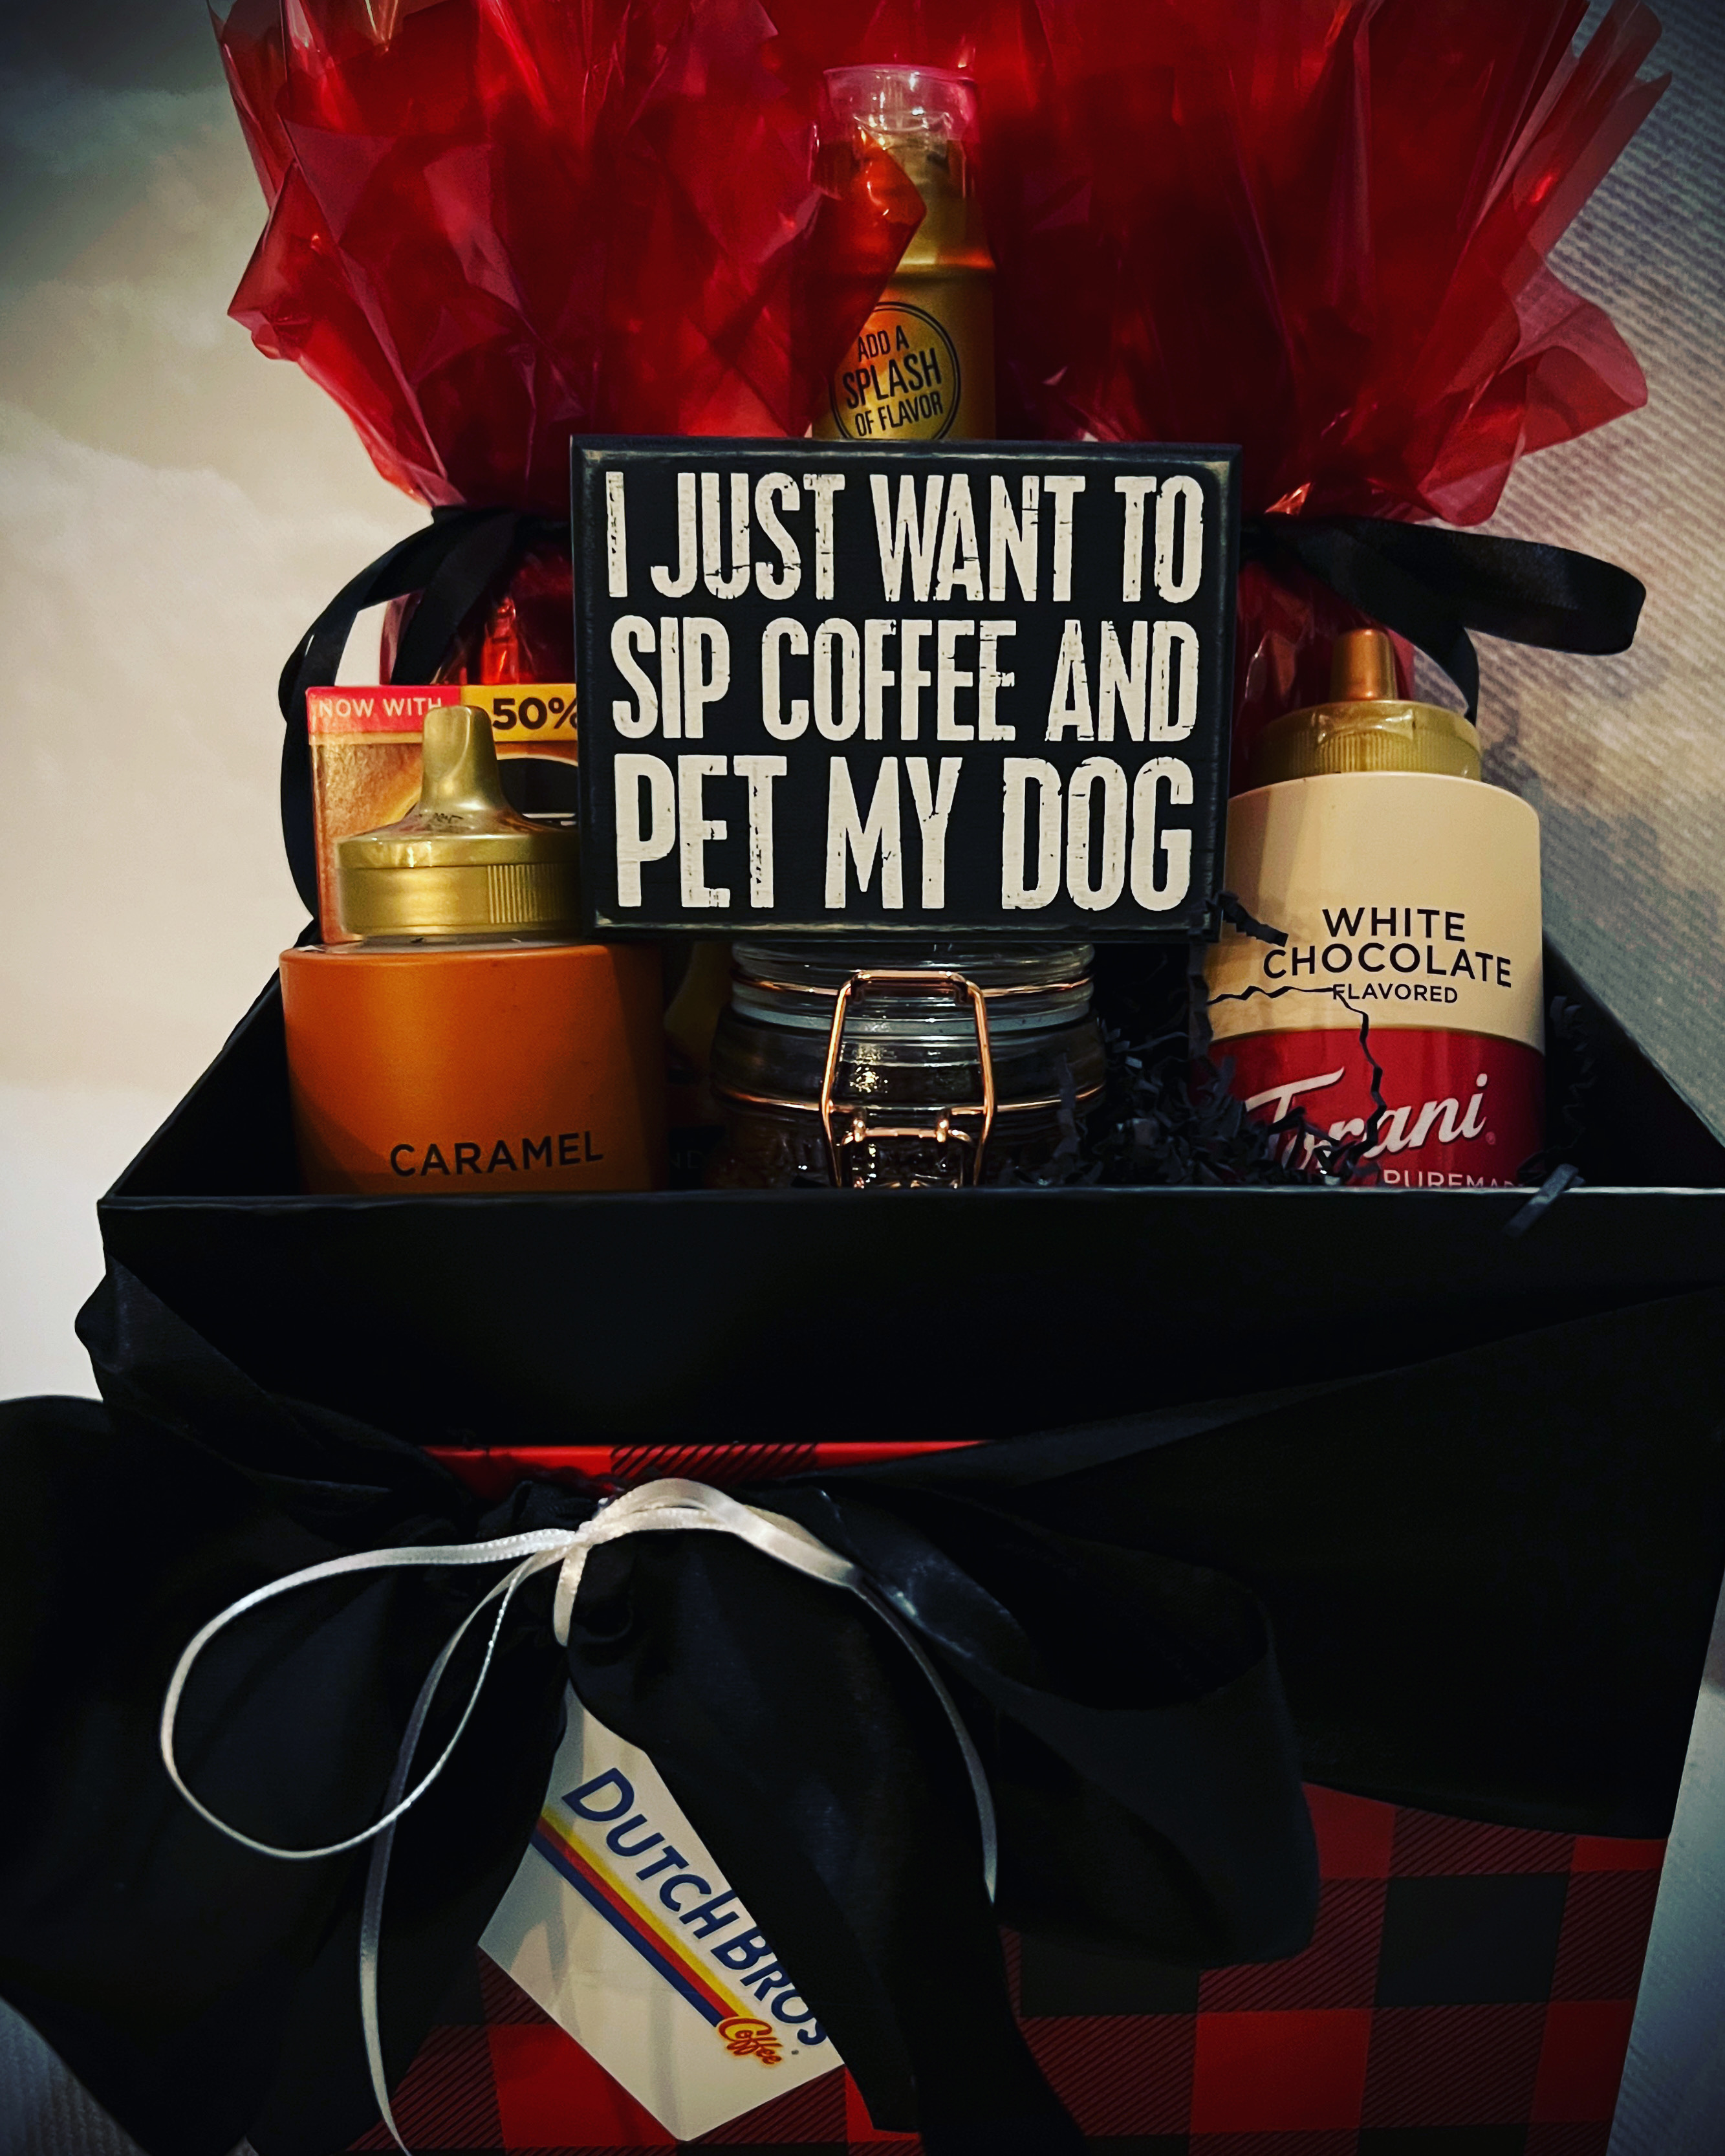 ADD A
SPLASH
OF FLAVOR
I JUST WANT TO
SIP COFFEE AND
PET MY DOG
NOW WITH
50%
CARAMEL
WHITE
CHOCOLATE
FLAVORED
Torani
PUREMA
DUTCH BROS
Coffee